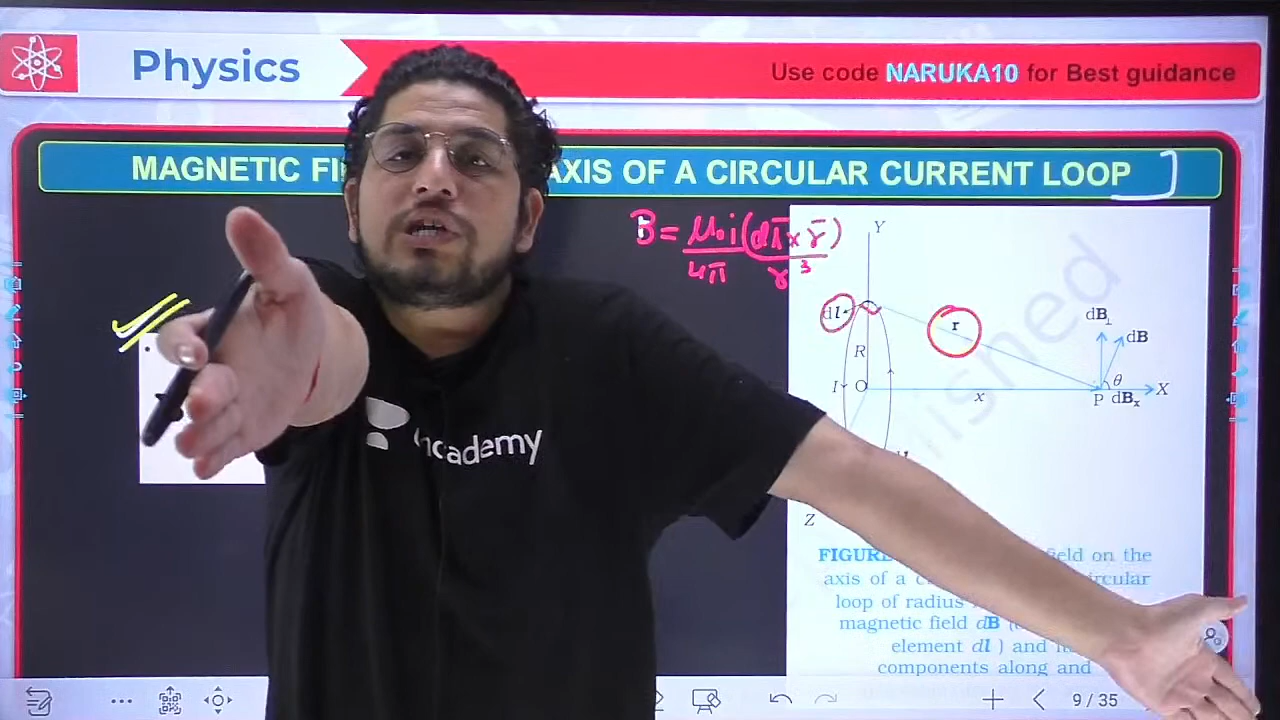 Physics
Use code NARUKA10 for Best guidance
MAGNETIC FI AXIS OF A CIRCULAR CURRENT LOOP
B = μ₀i (dl × r)
4π r³
Y
dl
r
dB⊥
dB
R
θ
I
O
x
P
dBₓ
X
Z
FIGURE field on the
axis of a
loop of radius
magnetic field dB
element dl ) and
components along and
academy
9 / 35